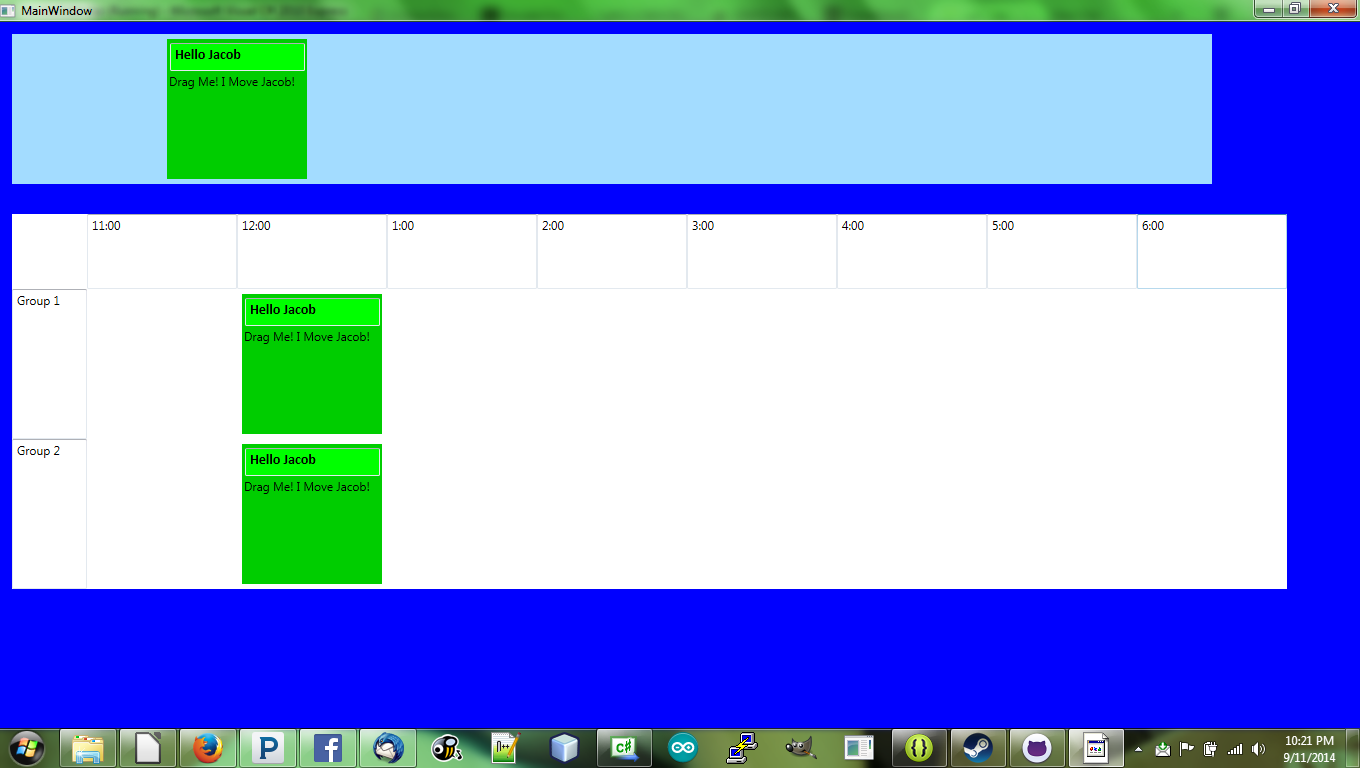 MainWindow
Hello Jacob
Drag Me! I Move Jacob!
11:00
12:00
1:00
2:00
3:00
4:00
5:00
6:00
Group 1
Hello Jacob
Drag Me! I Move Jacob!
Group 2
Hello Jacob
Drag Me! I Move Jacob!
10:21 PM
9/11/2014